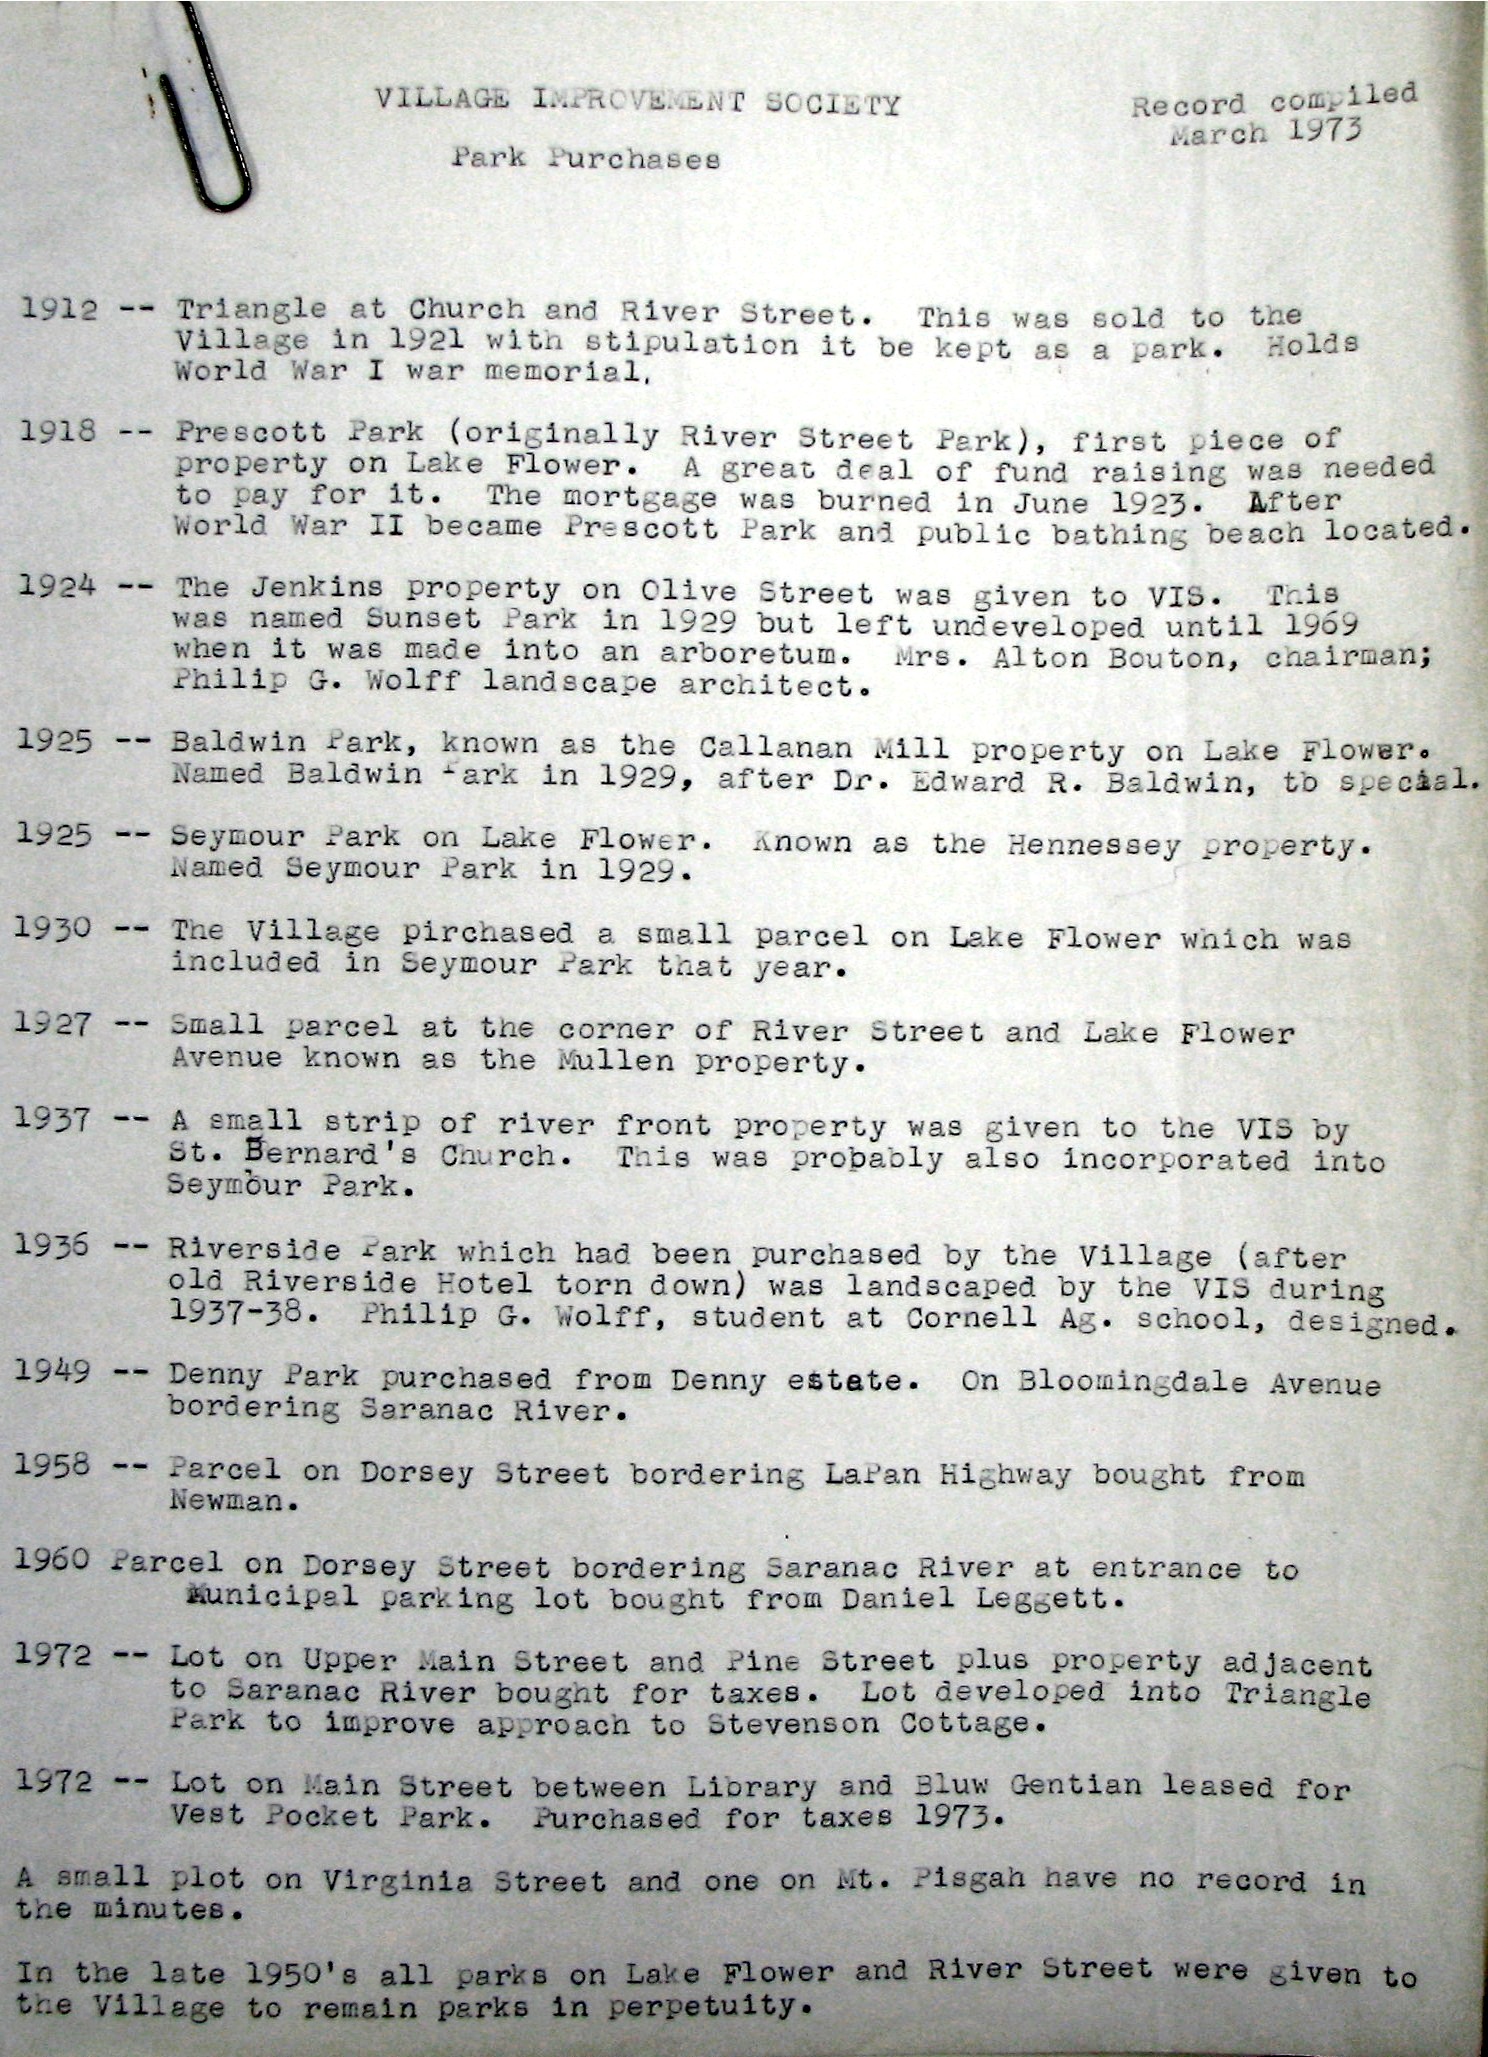 VILLAGE IMPROVEMENT SOCIETY
Record compiled
March 1973
Park Purchases
1912 -- Triangle at Church and River Street. This was sold to the
Village in 1921 with stipulation it be kept as a park. Holds
World War I war memorial.
1918 -- Prescott Park (originally River Street Park), first piece of
property on Lake Flower. A great deal of fund raising was needed
to pay for it. The mortgage was burned in June 1923. After
World War II became Prescott Park and public bathing beach located.
1924 -- The Jenkins property on Olive Street was given to VIS. This
was named Sunset Park in 1929 but left undeveloped until 1969
when it was made into an arboretum. Mrs. Alton Bouton, chairman;
Philip G. Wolff landscape architect.
1925 -- Baldwin Park, known as the Callanan Mill property on Lake Flower.
Named Baldwin Park in 1929, after Dr. Edward R. Baldwin, tb special.
1925 -- Seymour Park on Lake Flower. Known as the Hennessey property.
Named Seymour Park in 1929.
1930 -- The Village pirchased a small parcel on Lake Flower which was
included in Seymour Park that year.
1927 -- Small parcel at the corner of River Street and Lake Flower
Avenue known as the Mullen property.
1937 -- A small strip of river front property was given to the VIS by
St. Bernard's Church. This was probably also incorporated into
Seymour Park.
1936 -- Riverside Park which had been purchased by the Village (after
old Riverside Hotel torn down) was landscaped by the VIS during
1937-38. Philip G. Wolff, student at Cornell Ag. school, designed.
1949 -- Denny Park purchased from Denny estate. On Bloomingdale Avenue
bordering Saranac River.
1958 -- Parcel on Dorsey Street bordering LaPan Highway bought from
Newman.
1960 Parcel on Dorsey Street bordering Saranac River at entrance to
Municipal parking lot bought from Daniel Leggett.
1972 -- Lot on Upper Main Street and Pine Street plus property adjacent
to Saranac River bought for taxes. Lot developed into Triangle
Park to improve approach to Stevenson Cottage.
1972 -- Lot on Main Street between Library and Bluw Gentian leased for
Vest Pocket Park. Purchased for taxes 1973.
A small plot on Virginia Street and one on Mt. Pisgah have no record in
the minutes.
In the late 1950's all parks on Lake Flower and River Street were given to
the Village to remain parks in perpetuity.